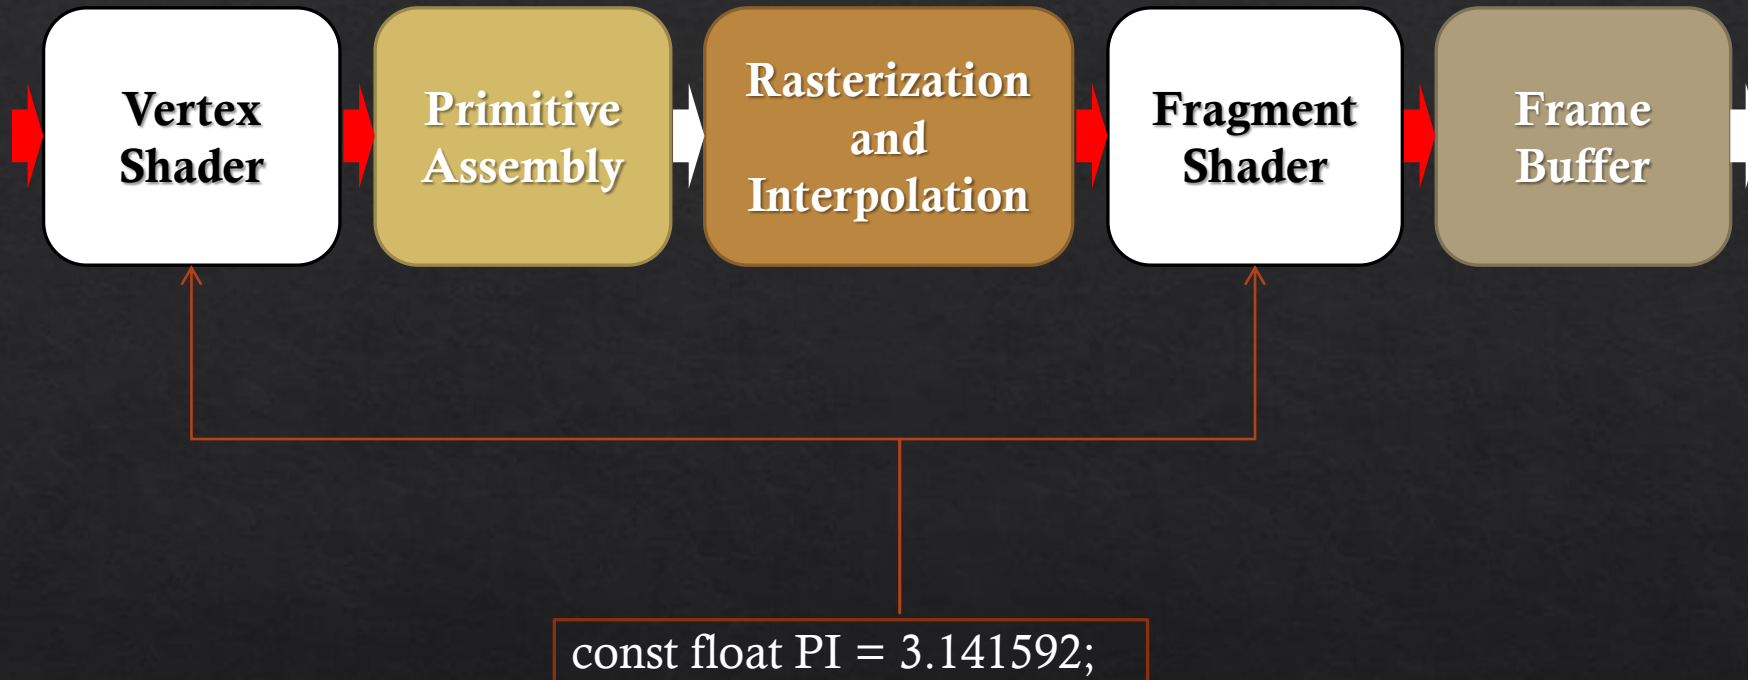 Vertex
Shader
Primitive
Assembly
Rasterization
and
Interpolation
Fragment
Shader
Frame
Buffer
const float PI = 3.141592;